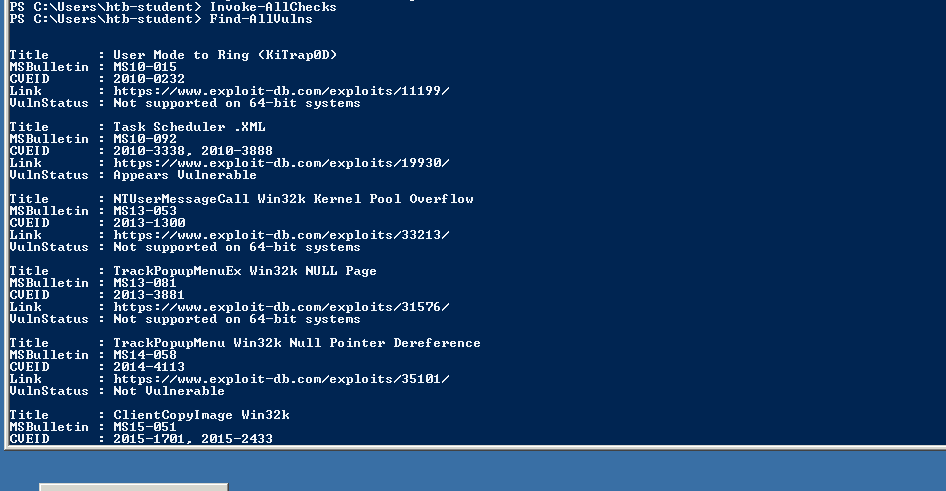 PS C:\Users\htb-student> Invoke-AllChecks
PS C:\Users\htb-student> Find-AllVulns
Title : User Mode to Ring (KiTrap0D)
MSBulletin : MS10-015
CVEID : 2010-0232
Link : https://www.exploit-db.com/exploits/11199/
VulnStatus : Not supported on 64-bit systems
Title : Task Scheduler .XML
MSBulletin : MS10-092
CVEID : 2010-3338, 2010-3888
Link : https://www.exploit-db.com/exploits/19930/
VulnStatus : Appears Vulnerable
Title : NTUserMessageCall Win32k Kernel Pool Overflow
MSBulletin : MS13-053
CVEID : 2013-1300
Link : https://www.exploit-db.com/exploits/33213/
VulnStatus : Not supported on 64-bit systems
Title : TrackPopupMenuEx Win32k NULL Page
MSBulletin : MS13-081
CVEID : 2013-3881
Link : https://www.exploit-db.com/exploits/31576/
VulnStatus : Not supported on 64-bit systems
Title : TrackPopupMenu Win32k Null Pointer Dereference
MSBulletin : MS14-058
CVEID : 2014-4113
Link : https://www.exploit-db.com/exploits/35101/
VulnStatus : Not Vulnerable
Title : ClientCopyImage Win32k
MSBulletin : MS15-051
CVEID : 2015-1701, 2015-2433